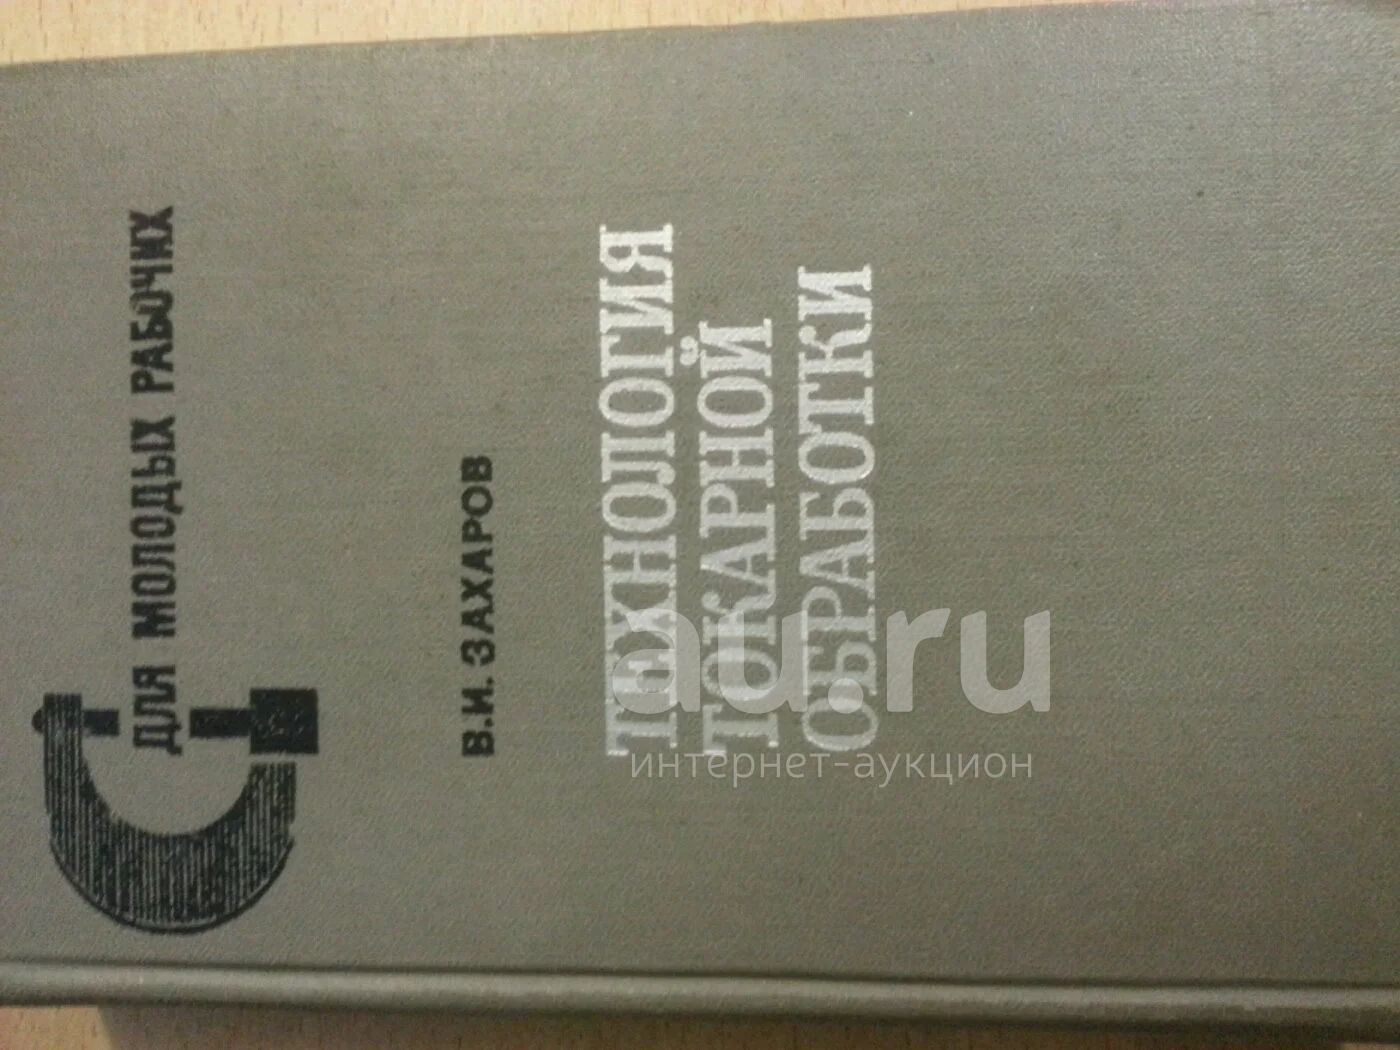 ДЛЯ МОЛОДЫХ РАБОЧИХ
В.И. ЗАХАРОВ
ТЕХНОЛОГИЯ
ТОКАРНОЙ
ОБРАБОТКИ
au.ru
интернет-аукцион